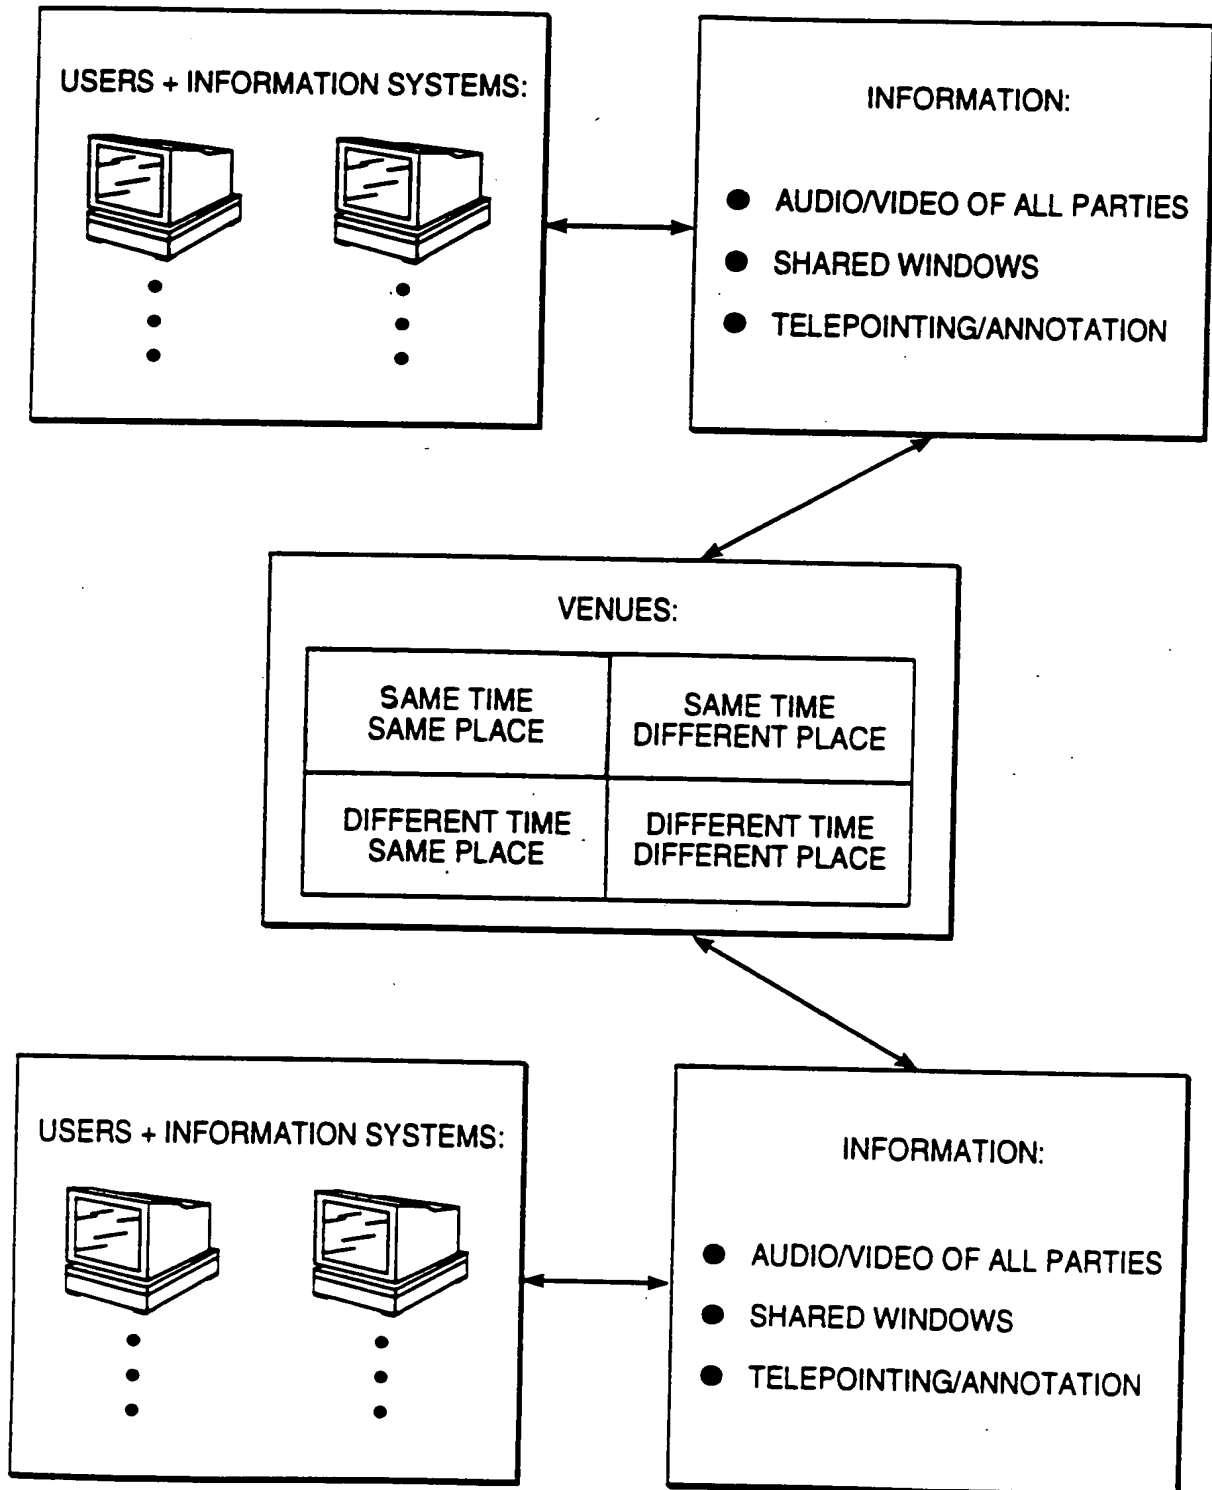 USERS + INFORMATION SYSTEMS:
INFORMATION:
● AUDIO/VIDEO OF ALL PARTIES
● SHARED WINDOWS
● TELEPOINTING/ANNOTATION
VENUES:
SAME TIME
SAME PLACE
SAME TIME
DIFFERENT PLACE
DIFFERENT TIME
SAME PLACE
DIFFERENT TIME
DIFFERENT PLACE
USERS + INFORMATION SYSTEMS:
INFORMATION:
● AUDIO/VIDEO OF ALL PARTIES
● SHARED WINDOWS
● TELEPOINTING/ANNOTATION